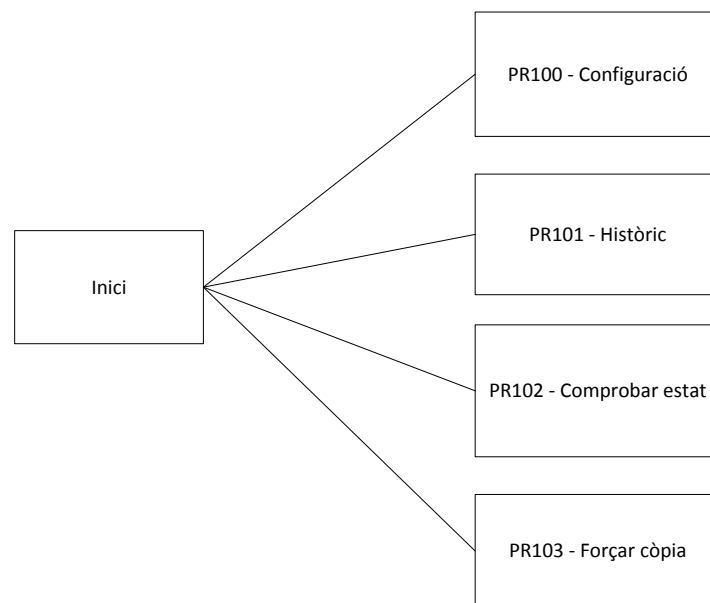 PR100 - Configuració
PR101 - Històric
Inici
PR102 - Comprobar estat
PR103 - Forçar còpia